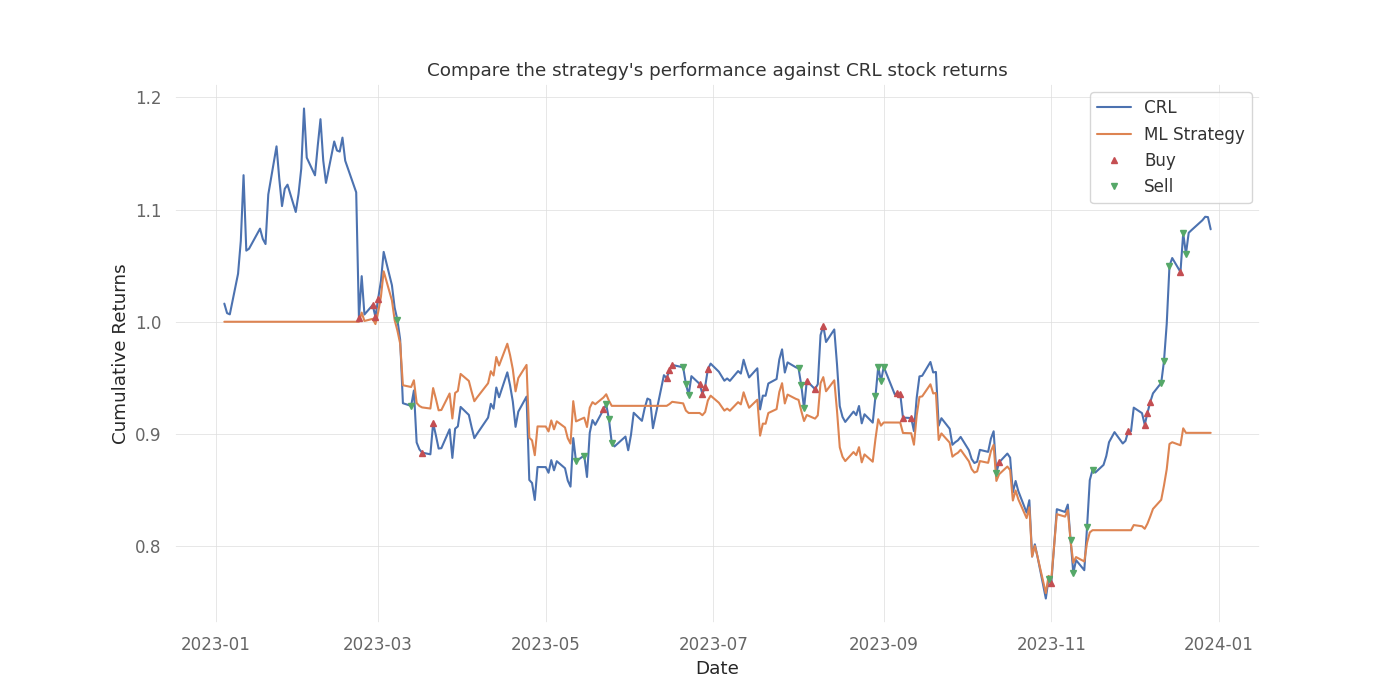 Compare the strategy's performance against CRL stock returns
CRL
ML Strategy
Buy
Sell
1.2
1.1
1.0
0.9
0.8
Cumulative Returns
2023-01
2023-03
2023-05
2023-07
2023-09
2023-11
2024-01
Date